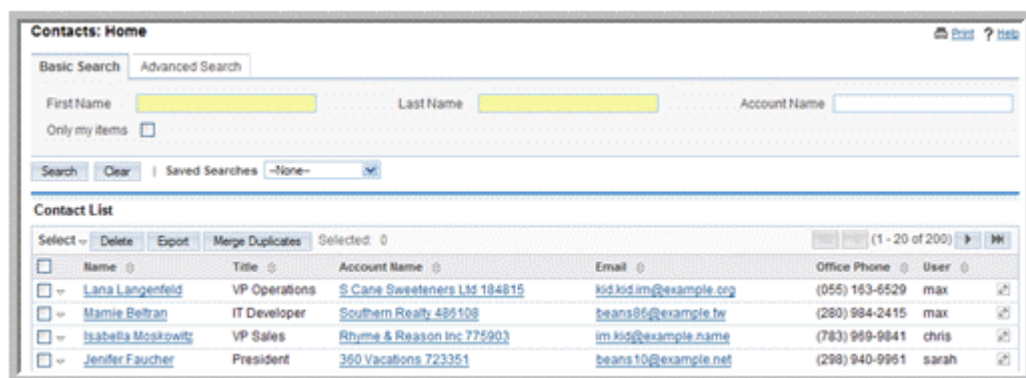 Contacts: Home Print ? Help
Basic Search Advanced Search
First Name Last Name Account Name
Only my items
Search Clear | Saved Searches --None--
Contact List
Select Delete Export Merge Duplicates Selected: 0 (1 - 20 of 200)
Name Title Account Name Email Office Phone User
Lana Langenfeld VP Operations S Cane Sweeteners Ltd 184815 kid.kid.im@example.org (055) 163-6529 max
Mamie Beltran IT Developer Southern Realty 486108 beans86@example.tw (280) 984-2415 max
Isabella Moskowitz VP Sales Rhyme & Reason Inc 775903 im.kid@example.name (783) 969-9841 chris
Jenifer Faucher President 360 Vacations 723351 beans10@example.net (298) 940-9961 sarah